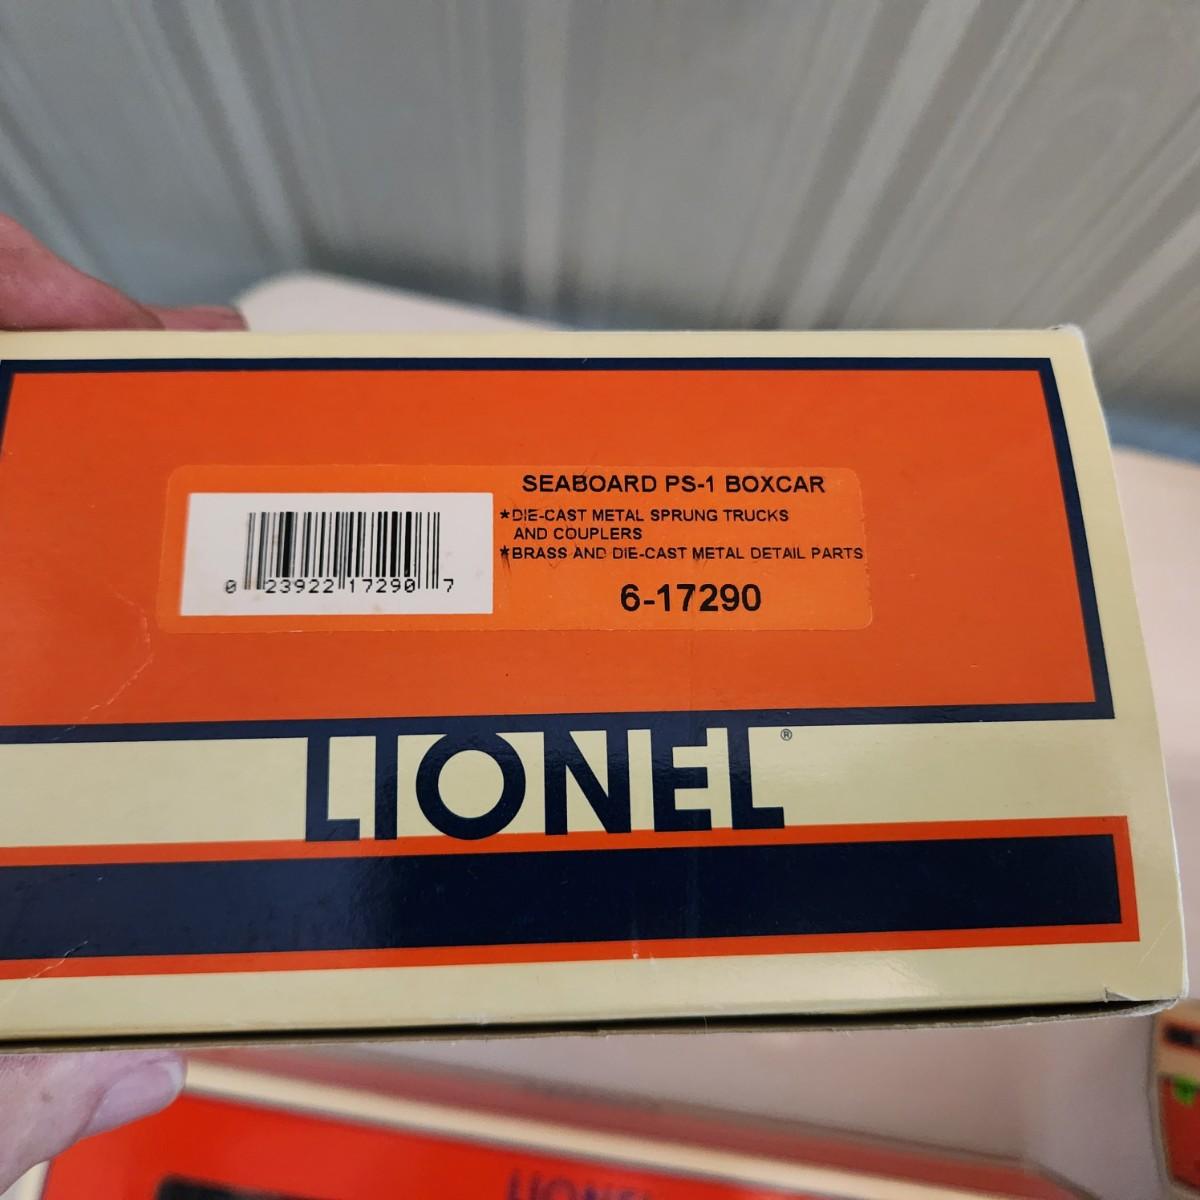 SEABOARD PS-1 BOXCAR
*DIE-CAST METAL SPRUNG TRUCKS
AND COUPLERS
*BRASS AND DIE-CAST METAL DETAIL PARTS
6-17290
0 23922 17290 7
LIONEL®
LIONEL